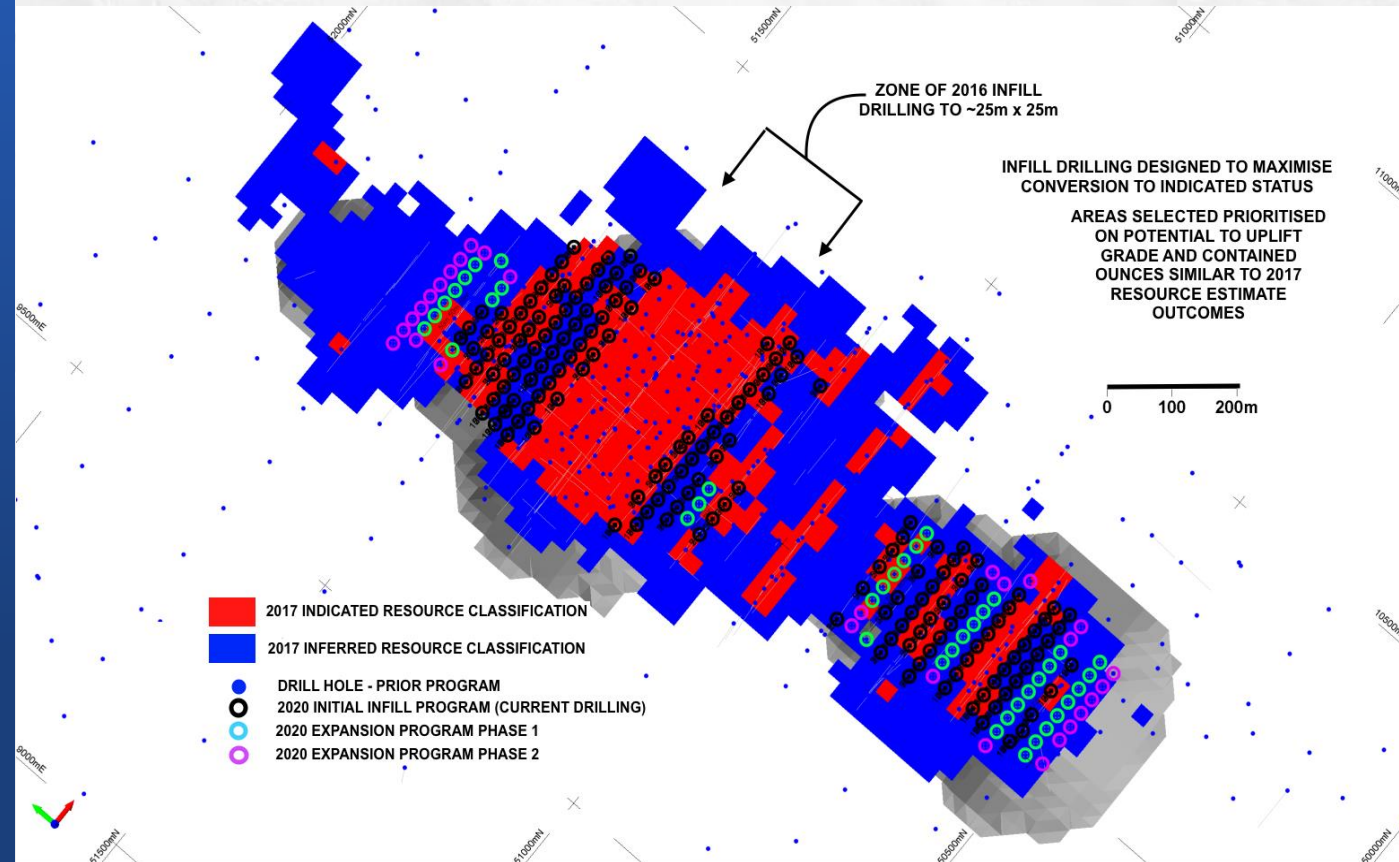 52000mN
51500mN
51000mN
ZONE OF 2016 INFILL
DRILLING TO ~25m x 25m
INFILL DRILLING DESIGNED TO MAXIMISE
CONVERSION TO INDICATED STATUS
AREAS SELECTED PRIORITISED
ON POTENTIAL TO UPLIFT
GRADE AND CONTAINED
OUNCES SIMILAR TO 2017
RESOURCE ESTIMATE
OUTCOMES
0 100 200m
9500mE
2017 INDICATED RESOURCE CLASSIFICATION
2017 INFERRED RESOURCE CLASSIFICATION
DRILL HOLE - PRIOR PROGRAM
2020 INITIAL INFILL PROGRAM (CURRENT DRILLING)
2020 EXPANSION PROGRAM PHASE 1
2020 EXPANSION PROGRAM PHASE 2
9000mE
51500mN
51000mN
50500mN